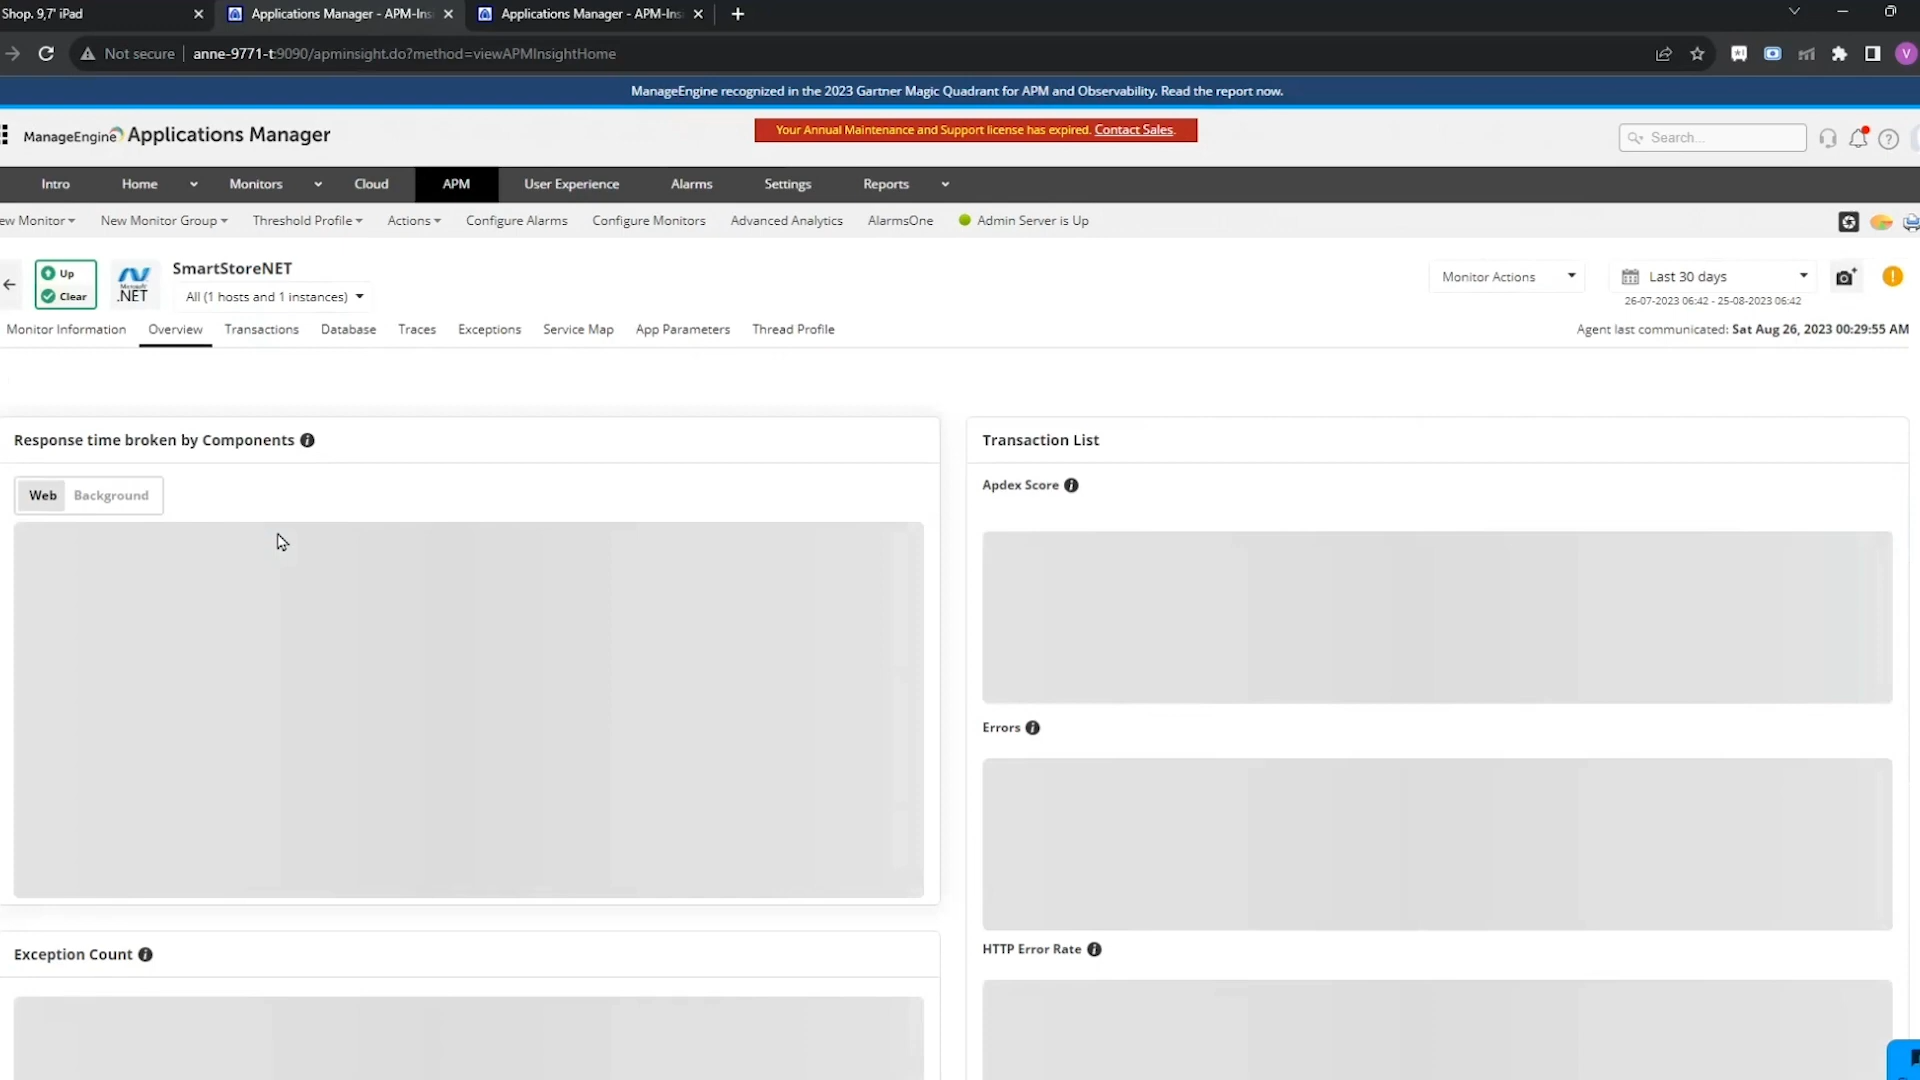 Shop. 9,7' iPad
Applications Manager - APM-Ins
Applications Manager - APM-Ins
Not secure
anne-9771-t:9090/apminsight.do?method=viewAPMInsightHome
V
ManageEngine recognized in the 2023 Gartner Magic Quadrant for APM and Observability. Read the report now.
ManageEngine Applications Manager
Your Annual Maintenance and Support license has expired. Contact Sales.
Search...
Intro Home Monitors Cloud APM User Experience Alarms Settings Reports
ew Monitor New Monitor Group Threshold Profile Actions Configure Alarms Configure Monitors Advanced Analytics AlarmsOne Admin Server is Up
Up
Clear
Microsoft
.NET
SmartStoreNET
All (1 hosts and 1 instances)
Monitor Actions
Last 30 days
26-07-2023 06:42 - 25-08-2023 06:42
Monitor Information Overview Transactions Database Traces Exceptions Service Map App Parameters Thread Profile
Agent last communicated: Sat Aug 26, 2023 00:29:55 AM
Response time broken by Components
Web Background
Exception Count
Transaction List
Apdex Score
Errors
HTTP Error Rate